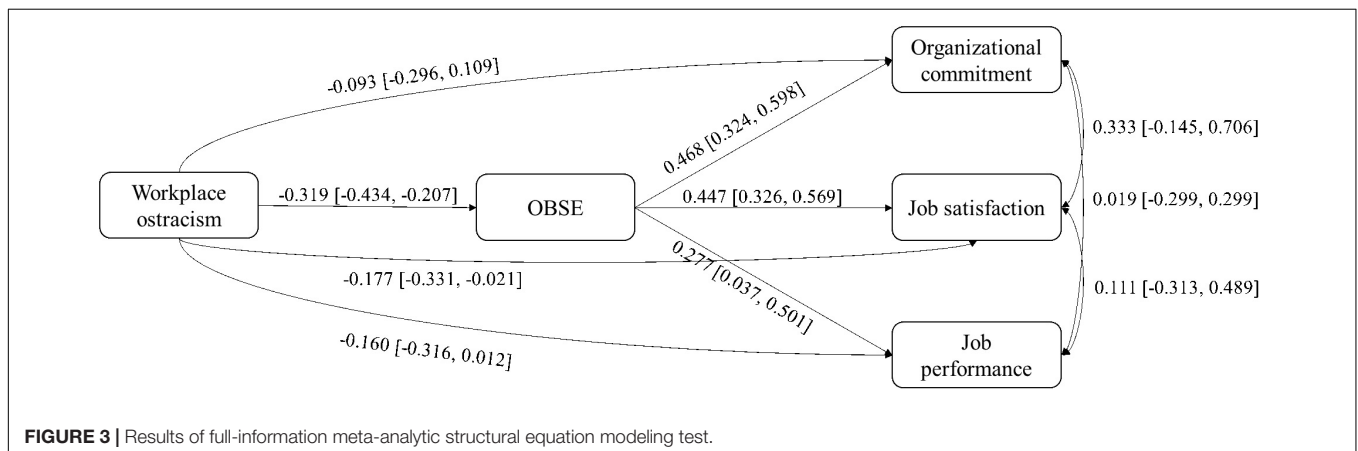 -0.093 [-0.296, 0.109]
Organizational
commitment
0.468 [0.324, 0.598]
0.333 [-0.145, 0.706]
Workplace
ostracism
-0.319 [-0.434, -0.207]
OBSE
0.447 [0.326, 0.569]
Job satisfaction
0.019 [-0.299, 0.299]
-0.177 [-0.331, -0.021]
0.277 [0.037, 0.501]
0.111 [-0.313, 0.489]
-0.160 [-0.316, 0.012]
Job
performance
FIGURE 3 | Results of full-information meta-analytic structural equation modeling test.